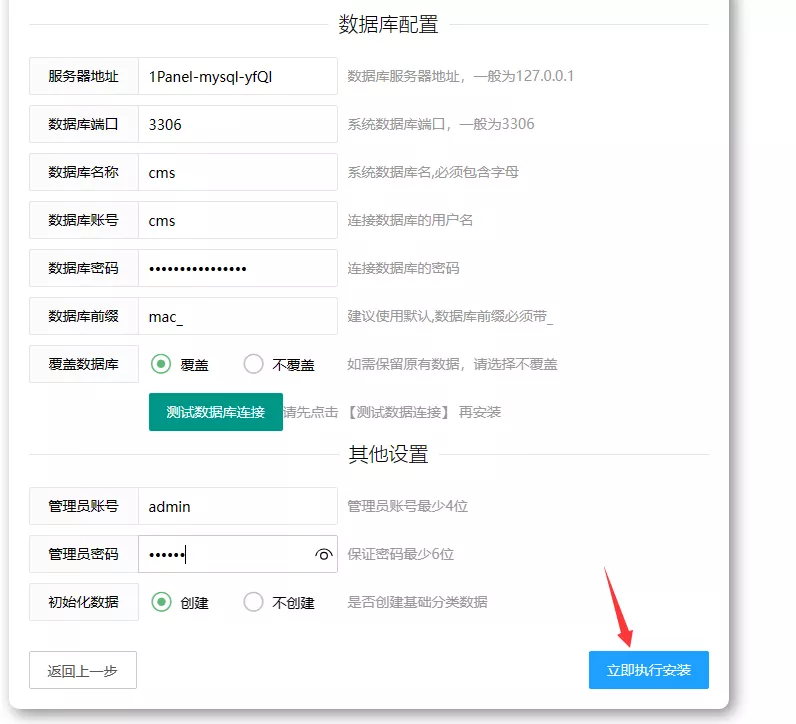 数据库配置
服务器地址 1Panel-mysql-yfQI 数据库服务器地址，一般为127.0.0.1
数据库端口 3306 系统数据库端口，一般为3306
数据库名称 cms 系统数据库名,必须包含字母
数据库账号 cms 连接数据库的用户名
数据库密码 •••••••••••••••• 连接数据库的密码
数据库前缀 mac_ 建议使用默认,数据库前缀必须带_
覆盖数据库 覆盖 不覆盖 如需保留原有数据，请选择不覆盖
测试数据库连接 请先点击 【测试数据连接】 再安装
其他设置
管理员账号 admin 管理员账号最少4位
管理员密码 •••••• 保证密码最少6位
初始化数据 创建 不创建 是否创建基础分类数据
返回上一步 立即执行安装